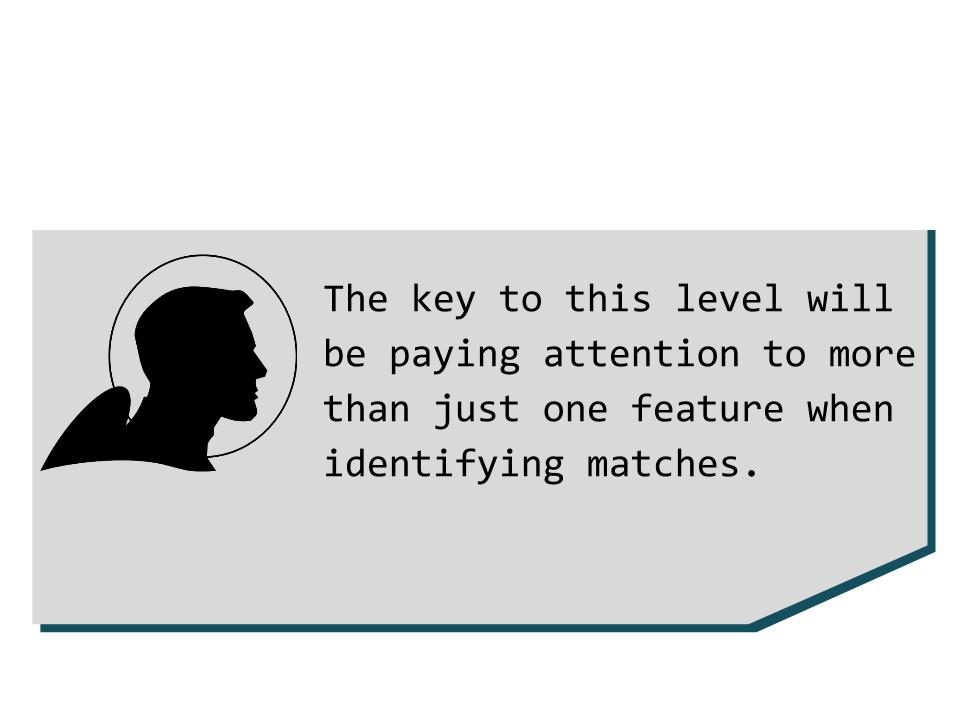 The key to this level will
be paying attention to more
than just one feature when
identifying matches.